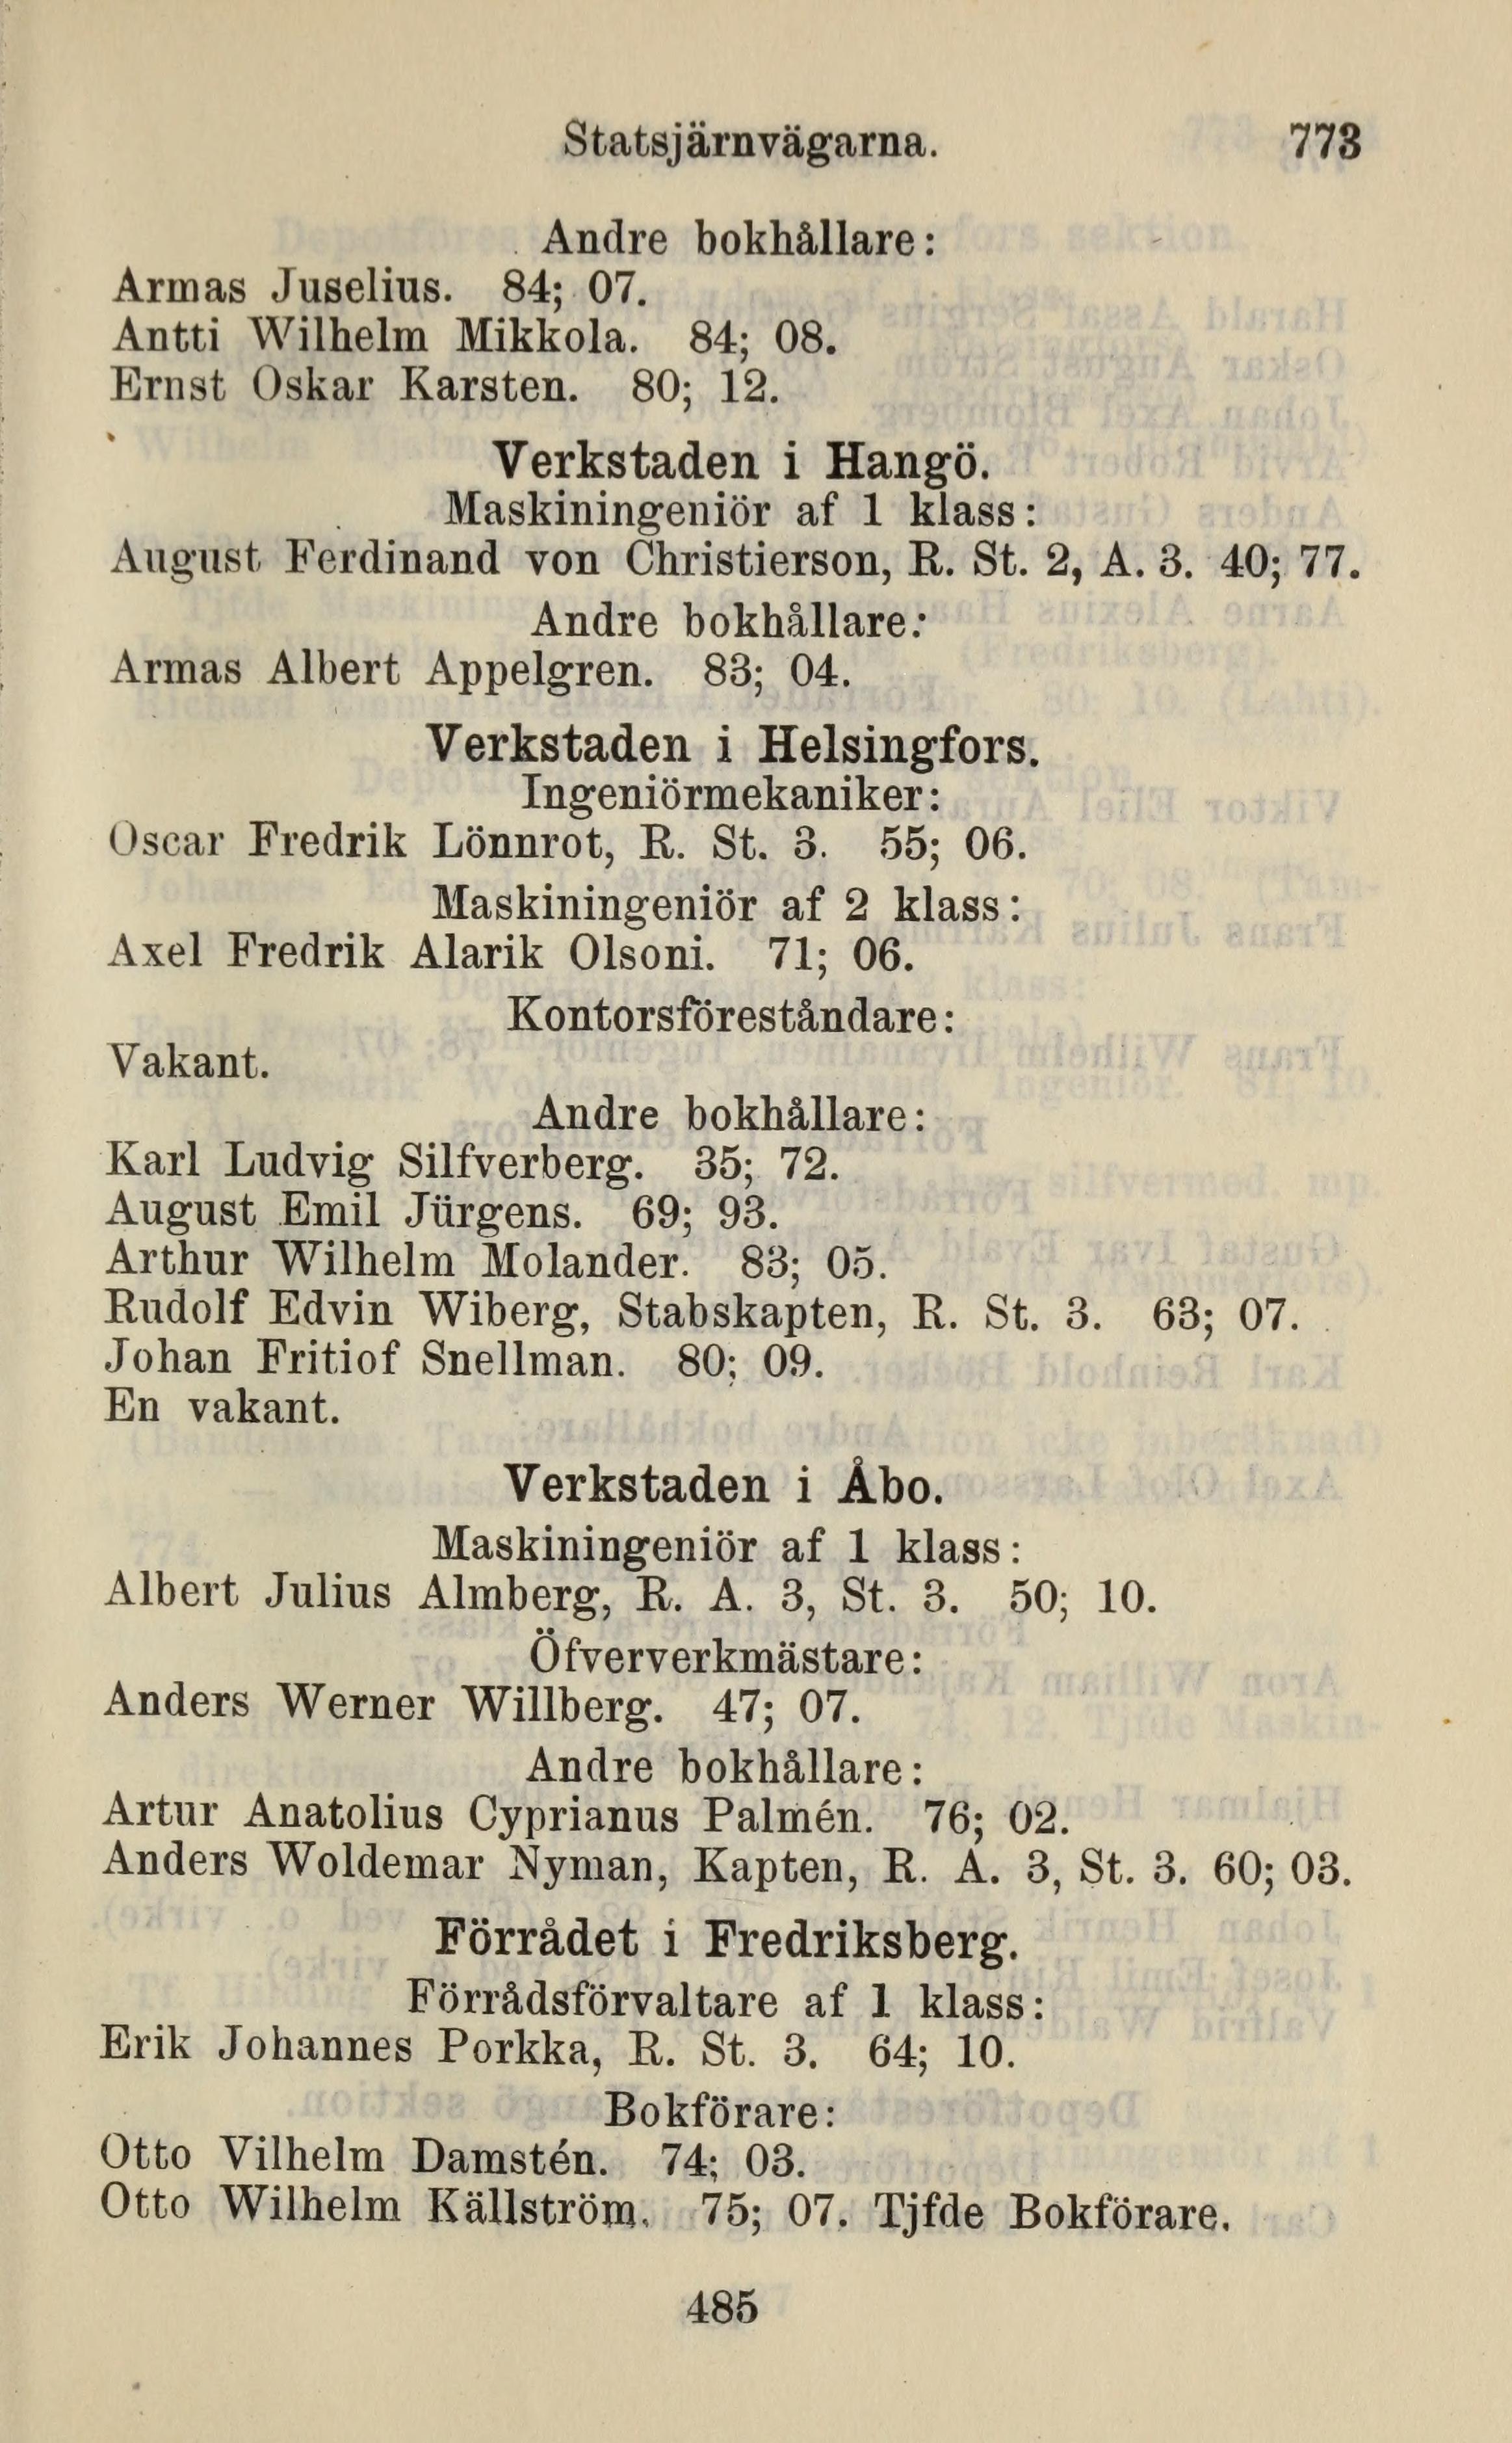 Statsjärnvägarna. 773
Andre bokhållare:
Armas Juselius. 84; 07.
Antti Wilhelm Mikkola. 84; 08.
Ernst Oskar Karsten. 80; 12.
Verkstaden i Hangö.
Maskiningeniör af 1 klass:
August Ferdinand von Christierson, R. St. 2, A. 3. 40; 77.
Andre bokhållare:
Armas Albert Appelgren. 83; 04.
Verkstaden i Helsingfors.
Ingeniörmekaniker:
Oscar Fredrik Lönnrot, R. St. 3. 55; 06.
Maskiningeniör af 2 klass:
Axel Fredrik Alarik Olsoni. 71; 06.
Kontorsföreståndare:
Vakant.
Andre bokhållare:
Karl Ludvig Silfverberg. 35; 72.
August Emil Jürgens. 69; 93.
Arthur Wilhelm Molander. 83; 05.
Rudolf Edvin Wiberg, Stabskapten, R. St. 3. 63; 07.
Johan Fritiof Snellman. 80; 09.
En vakant.
Verkstaden i Åbo.
Maskiningeniör af 1 klass:
Albert Julius Almberg, R. A. 3, St. 3. 50; 10.
Öfververkmästare:
Anders Werner Willberg. 47; 07.
Andre bokhållare:
Artur Anatolius Cyprianus Palmén. 76; 02.
Anders Woldemar Nyman, Kapten, R. A. 3, St. 3. 60; 03.
Förrådet i Fredriksberg.
Förrådsförvaltare af 1 klass:
Erik Johannes Porkka, R. St. 3. 64; 10.
Bokförare:
Otto Vilhelm Damstén. 74; 03.
Otto Wilhelm Källström. 75; 07. Tjfde Bokförare.
485